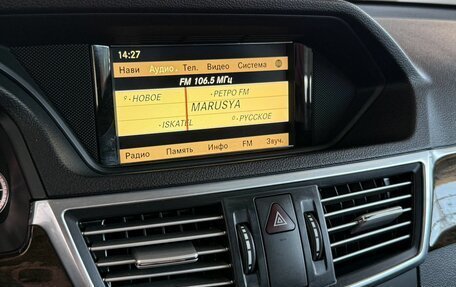 14:27
Нави Аудио Тел. Видео Система
FM 106.5 МГц
НОВОЕ РЕТРО FM
MARUSYA
ISKATEL РУССКОЕ
Радио Память Инфо FM Звуч.